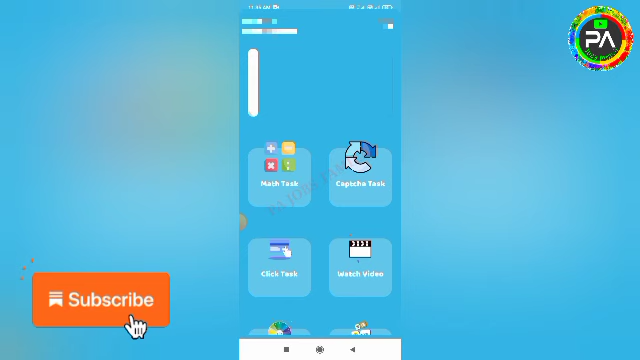 PA
Math Task
Captcha Task
Click Task
Watch Video
Subscribe